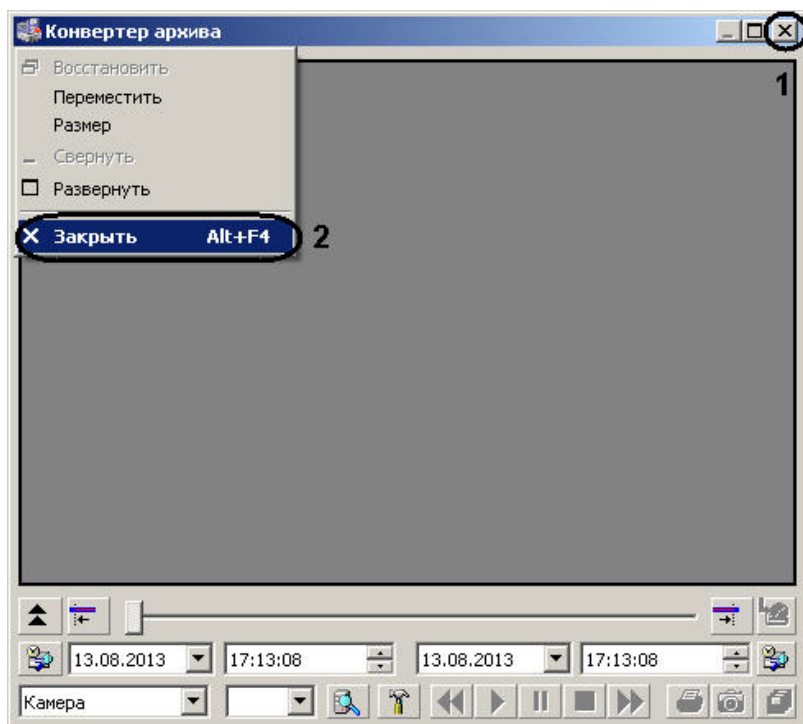 Конвертер архива
1
Восстановить
Переместить
Размер
Свернуть
Развернуть
Закрыть Alt+F4 2
13.08.2013 17:13:08 13.08.2013 17:13:08
Камера